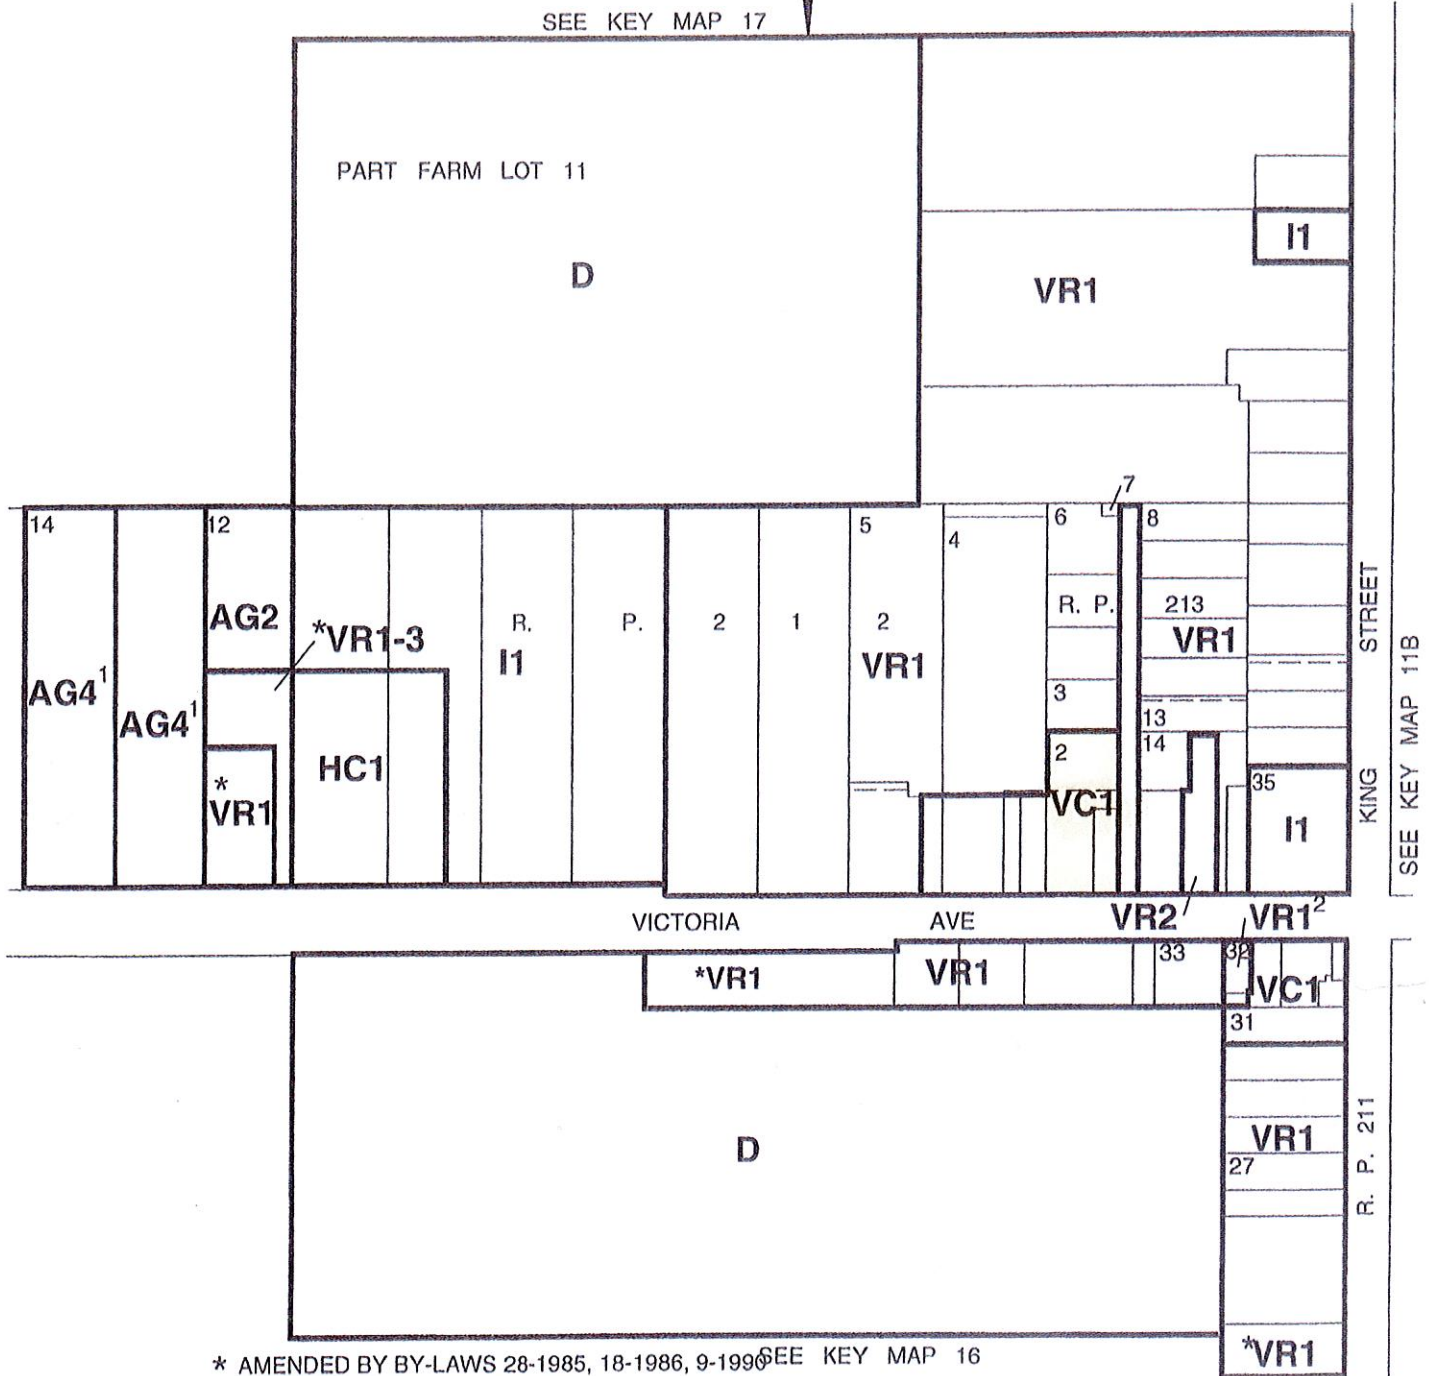 SEE KEY MAP 17
PART FARM LOT 11
D
I1
VR1
7
14
12
5
4
6
8
AG2
*VR1-3
R.
P.
2
1
2
R. P.
213
VR1
VR1
I1
AG4¹
AG4¹
3
13
HC1
2
14
35
*
VR1
VC1
I1
STREET
KING
SEE KEY MAP 11B
VICTORIA AVE
VR2
VR1²
*VR1
VR1
33
32
VC1
31
D
VR1
27
R. P. 211
*VR1
SEE KEY MAP 16
* AMENDED BY BY-LAWS 28-1985, 18-1986, 9-1990